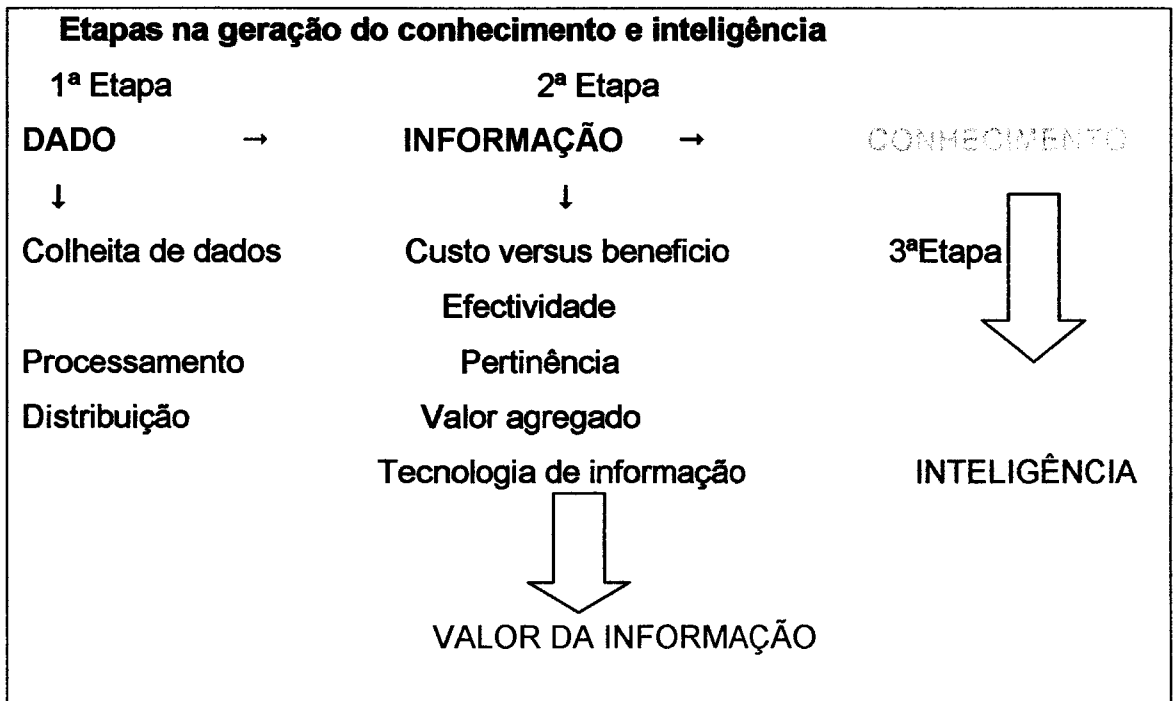 Etapas na geração do conhecimento e inteligência
1ª Etapa 2ª Etapa
DADO → INFORMAÇÃO → CONHECIMENTO
↓ ↓
Colheita de dados Custo versus beneficio 3ªEtapa
Efectividade
Processamento Pertinência
Distribuição Valor agregado
Tecnologia de informação INTELIGÊNCIA
VALOR DA INFORMAÇÃO